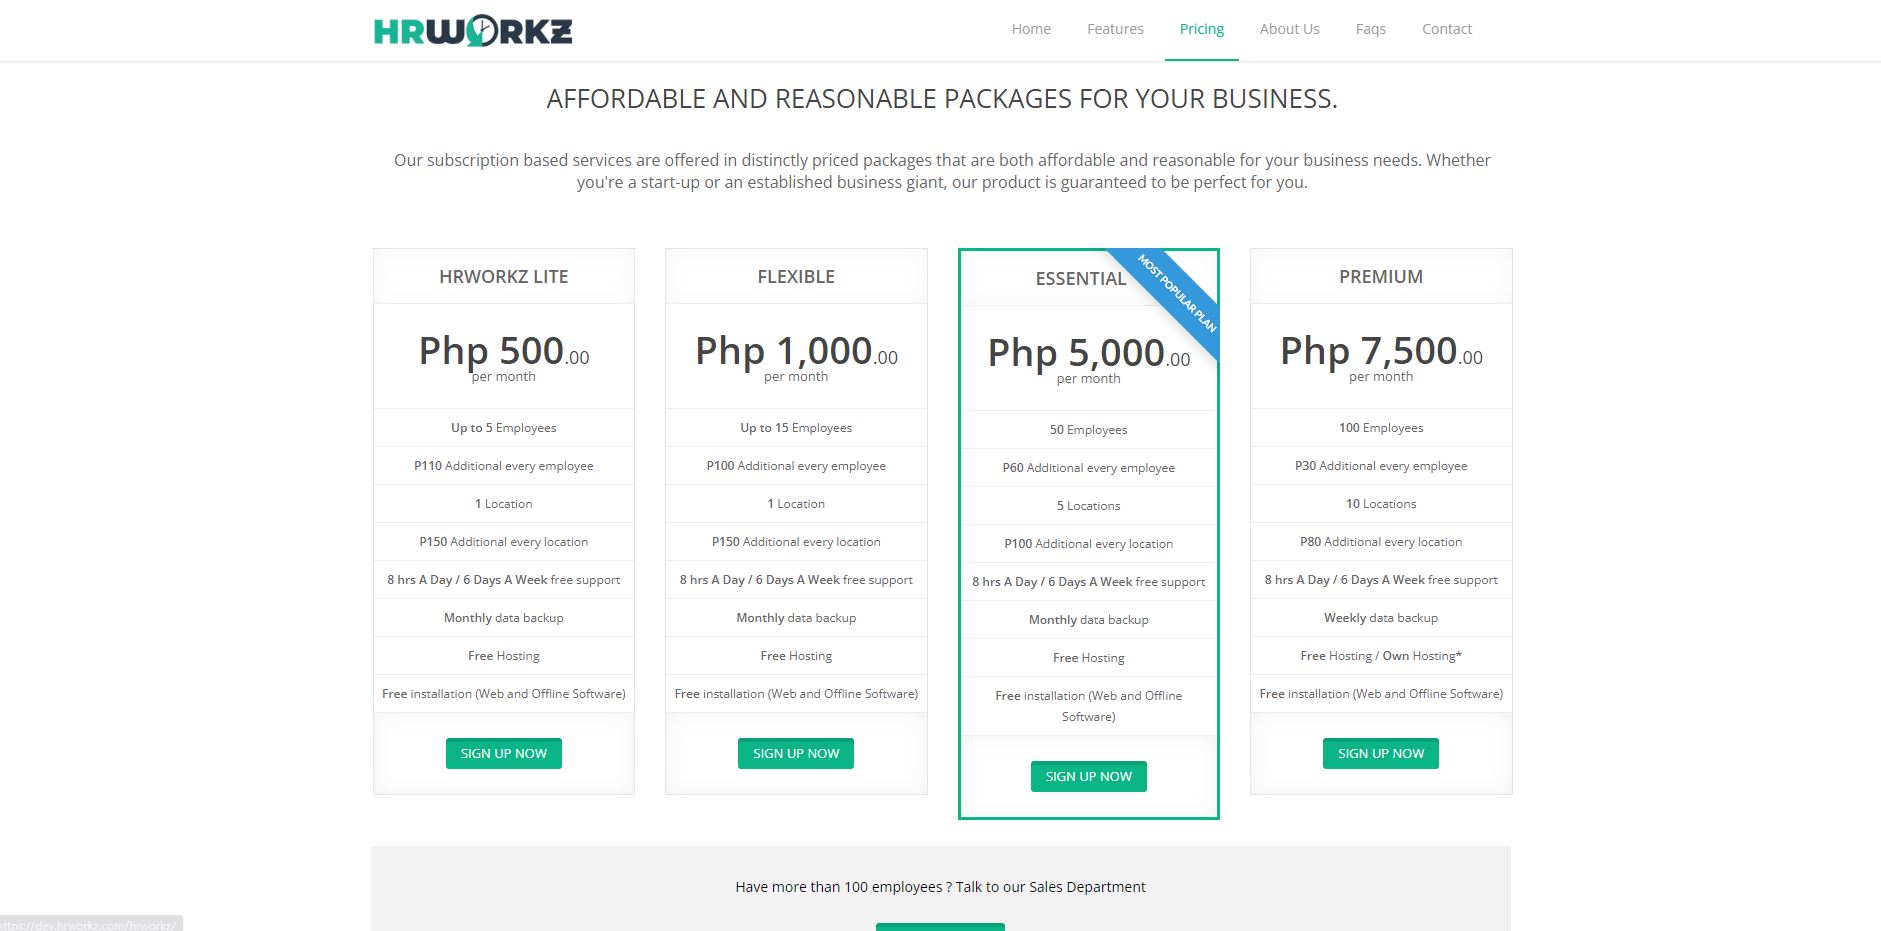 HRWORKZ
Home Features Pricing About Us Faqs Contact
AFFORDABLE AND REASONABLE PACKAGES FOR YOUR BUSINESS.
Our subscription based services are offered in distinctly priced packages that are both affordable and reasonable for your business needs. Whether
you're a start-up or an established business giant, our product is guaranteed to be perfect for you.
HRWORKZ LITE
Php 500.00
per month
Up to 5 Employees
P110 Additional every employee
1 Location
P150 Additional every location
8 hrs A Day / 6 Days A Week free support
Monthly data backup
Free Hosting
Free installation (Web and Offline Software)
SIGN UP NOW
FLEXIBLE
Php 1,000.00
per month
Up to 15 Employees
P100 Additional every employee
1 Location
P150 Additional every location
8 hrs A Day / 6 Days A Week free support
Monthly data backup
Free Hosting
Free installation (Web and Offline Software)
SIGN UP NOW
ESSENTIAL
MOST POPULAR PLAN
Php 5,000.00
per month
50 Employees
P60 Additional every employee
5 Locations
P100 Additional every location
8 hrs A Day / 6 Days A Week free support
Monthly data backup
Free Hosting
Free installation (Web and Offline
Software)
SIGN UP NOW
PREMIUM
Php 7,500.00
per month
100 Employees
P30 Additional every employee
10 Locations
P80 Additional every location
8 hrs A Day / 6 Days A Week free support
Weekly data backup
Free Hosting / Own Hosting*
Free installation (Web and Offline Software)
SIGN UP NOW
Have more than 100 employees ? Talk to our Sales Department
https://dev.hrworkz.com/hrworkz/